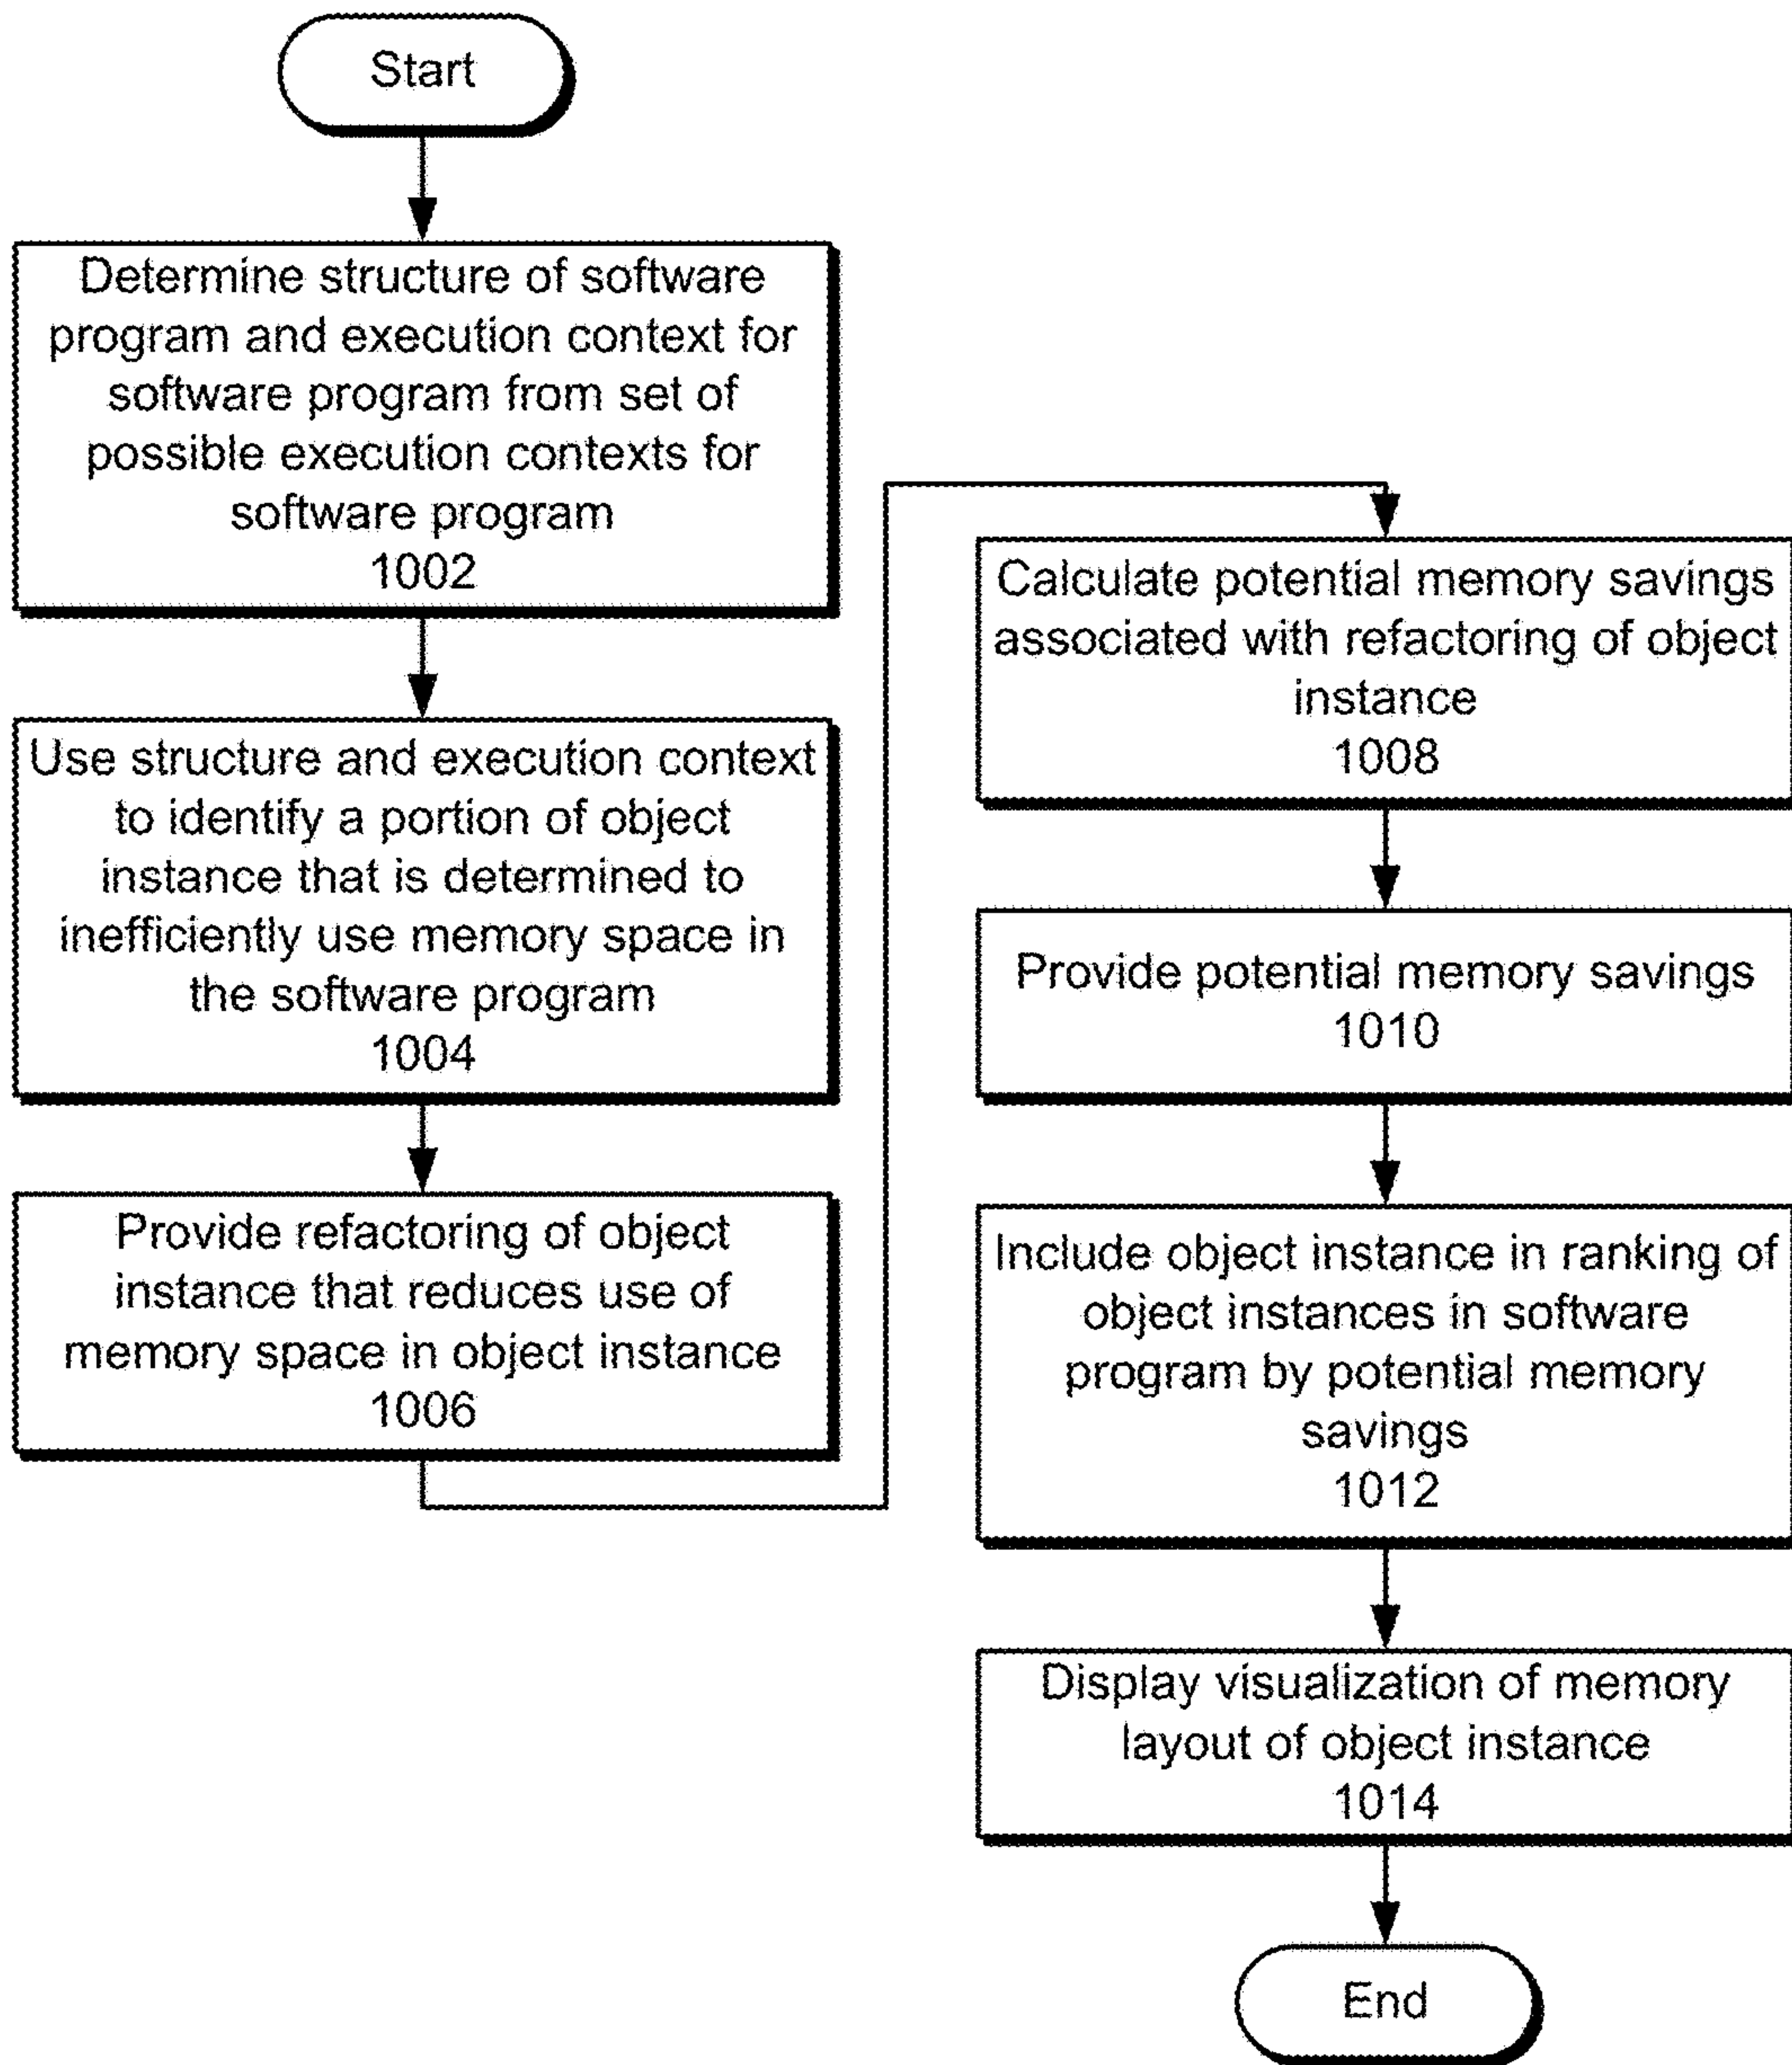 Start
Determine structure of software
program and execution context for
software program from set of
possible execution contexts for
software program
1002
Use structure and execution context
to identify a portion of object
instance that is determined to
inefficiently use memory space in
the software program
1004
Provide refactoring of object
instance that reduces use of
memory space in object instance
1006
Calculate potential memory savings
associated with refactoring of object
instance
1008
Provide potential memory savings
1010
Include object instance in ranking of
object instances in software
program by potential memory
savings
1012
Display visualization of memory
layout of object instance
1014
End